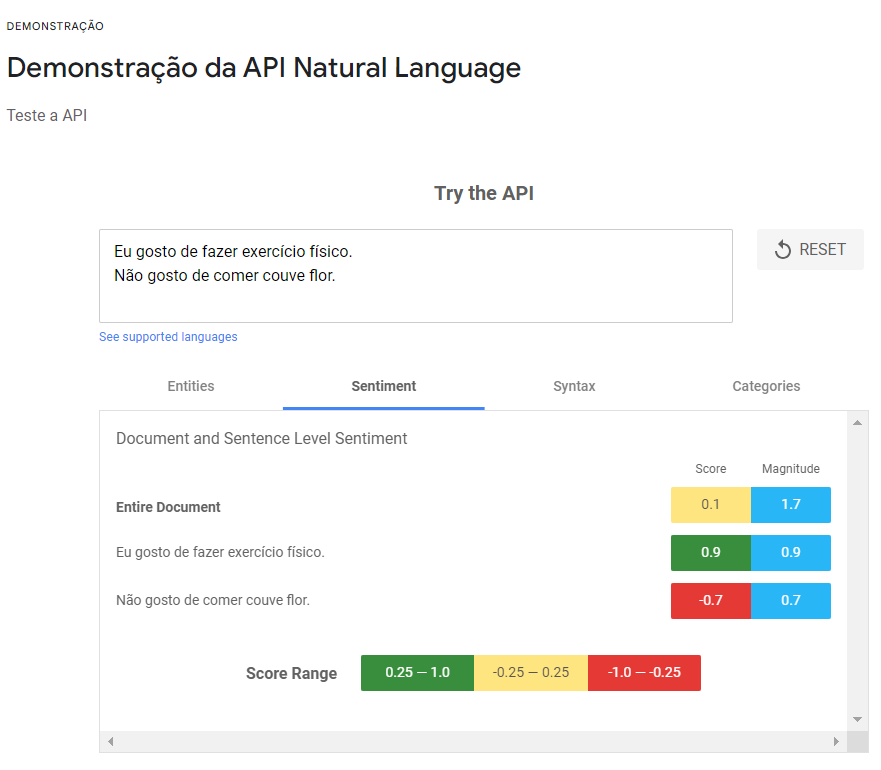 DEMONSTRAÇÃO
Demonstração da API Natural Language
Teste a API
Try the API
Eu gosto de fazer exercício físico.
Não gosto de comer couve flor.
RESET
See supported languages
Entities Sentiment Syntax Categories
Document and Sentence Level Sentiment
Score Magnitude
Entire Document 0.1 1.7
Eu gosto de fazer exercício físico. 0.9 0.9
Não gosto de comer couve flor. -0.7 0.7
Score Range 0.25 — 1.0 -0.25 — 0.25 -1.0 — -0.25